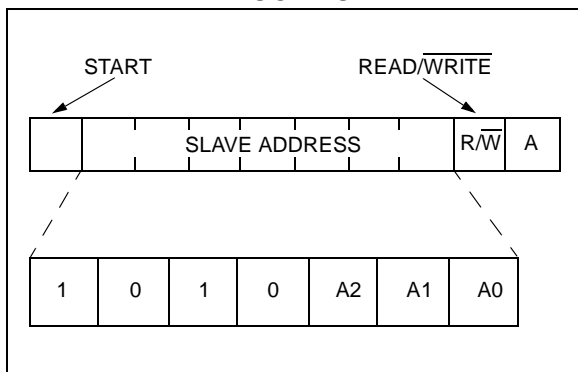 START READ/WRITE
SLAVE ADDRESS R/W A
1 0 1 0 A2 A1 A0